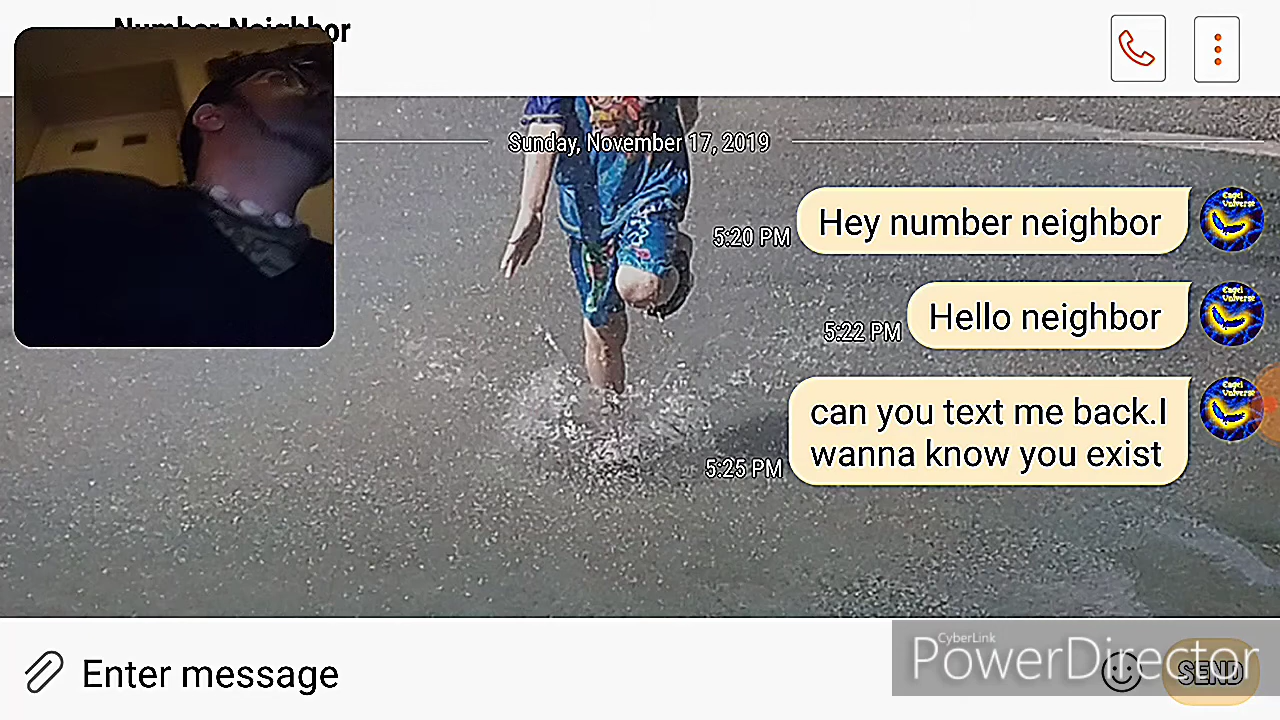 Number Neighbor
Sunday, November 17, 2019
Hey number neighbor
5:20 PM
Hello neighbor
5:22 PM
can you text me back.I
wanna know you exist
5:25 PM
Enter message
SEND
CyberLink
PowerDirector